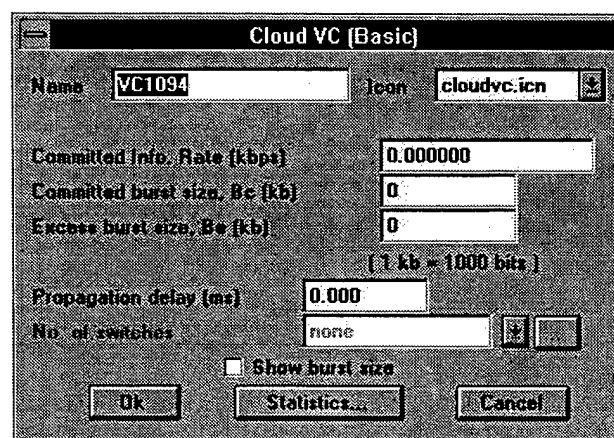 Cloud VC (Basic)
Name VC1094 Icon cloudvc.icn
Committed Info. Rate (kbps) 0.000000
Committed burst size, Bc (kb) 0
Excess burst size, Be (kb) 0
( 1 kb = 1000 bits )
Propagation delay (ms) 0.000
No. of switches none ...
Show burst size
Ok Statistics... Cancel